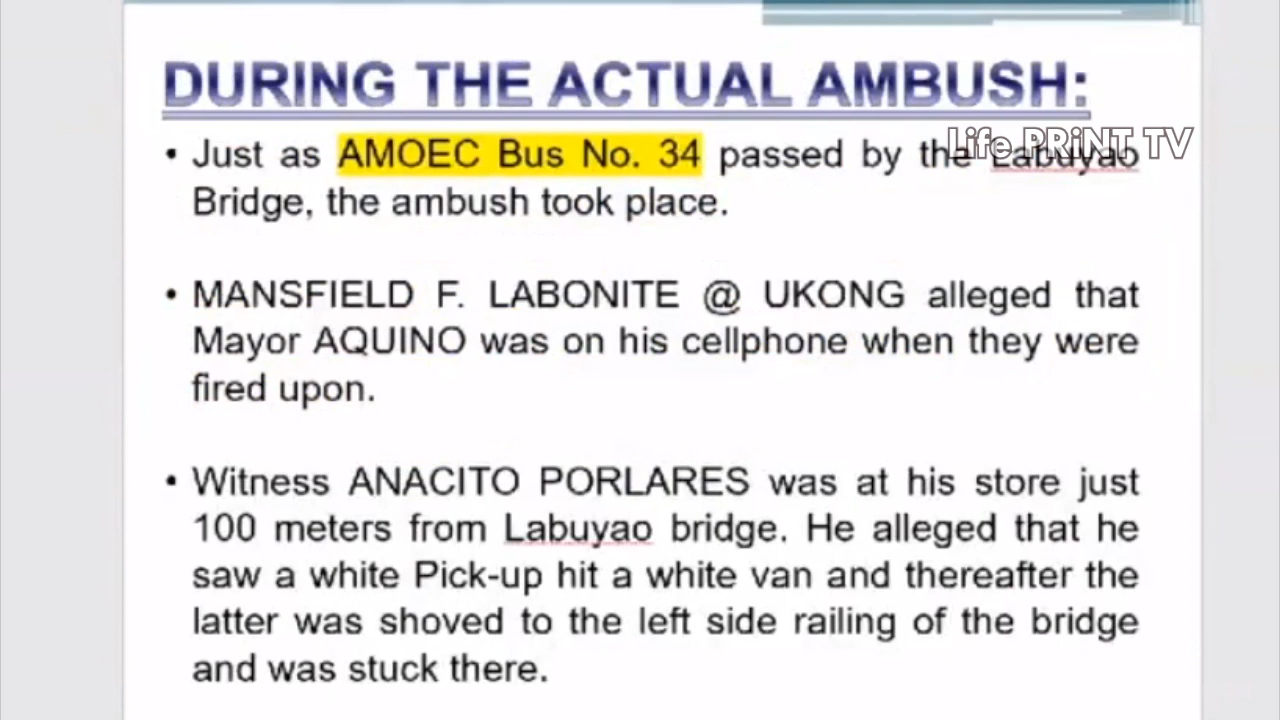 DURING THE ACTUAL AMBUSH:
Life PRiNT TV
• Just as AMOEC Bus No. 34 passed by the Labuyao
Bridge, the ambush took place.
• MANSFIELD F. LABONITE @ UKONG alleged that
Mayor AQUINO was on his cellphone when they were
fired upon.
• Witness ANACITO PORLARES was at his store just
100 meters from Labuyao bridge. He alleged that he
saw a white Pick-up hit a white van and thereafter the
latter was shoved to the left side railing of the bridge
and was stuck there.